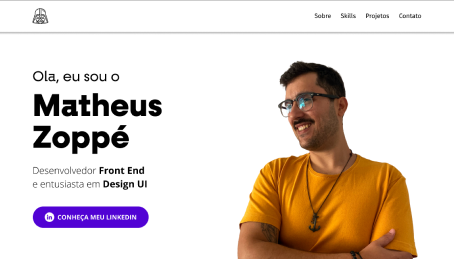 Sobre Skills Projetos Contato
Ola, eu sou o
Matheus
Zoppé
Desenvolvedor Front End
e entusiasta em Design UI
in CONHEÇA MEU LINKEDIN